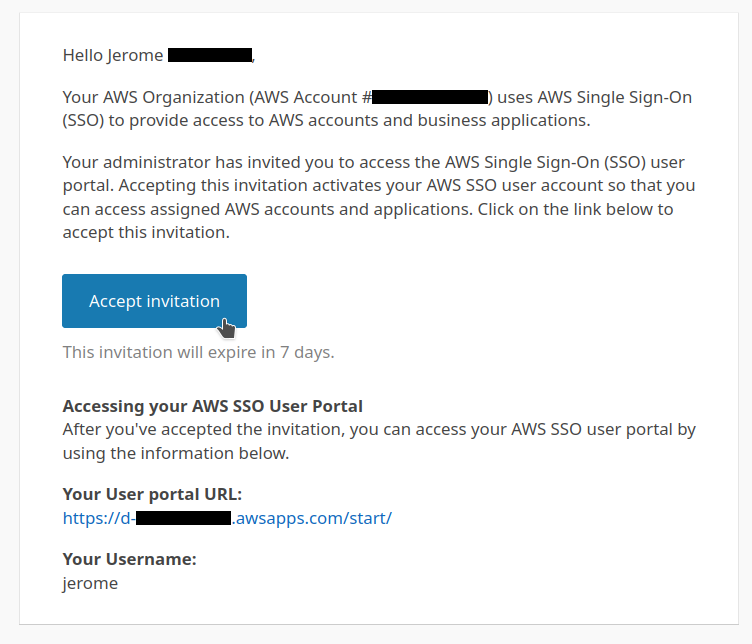 Hello Jerome ,
Your AWS Organization (AWS Account #) uses AWS Single Sign-On
(SSO) to provide access to AWS accounts and business applications.
Your administrator has invited you to access the AWS Single Sign-On (SSO) user
portal. Accepting this invitation activates your AWS SSO user account so that you
can access assigned AWS accounts and applications. Click on the link below to
accept this invitation.
Accept invitation
This invitation will expire in 7 days.
Accessing your AWS SSO User Portal
After you've accepted the invitation, you can access your AWS SSO user portal by
using the information below.
Your User portal URL:
https://d-.awsapps.com/start/
Your Username:
jerome